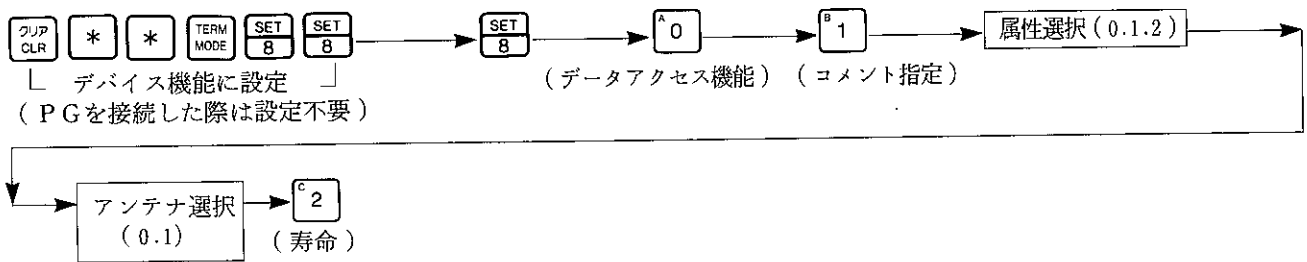 クリア CLR * * TERM MODE SET 8 SET 8 SET 8 A 0 B 1 属性選択(0.1.2)
デバイス機能に設定 (データアクセス機能) (コメント指定)
(PGを接続した際は設定不要)
アンテナ選択 C 2
(0.1) (寿命)